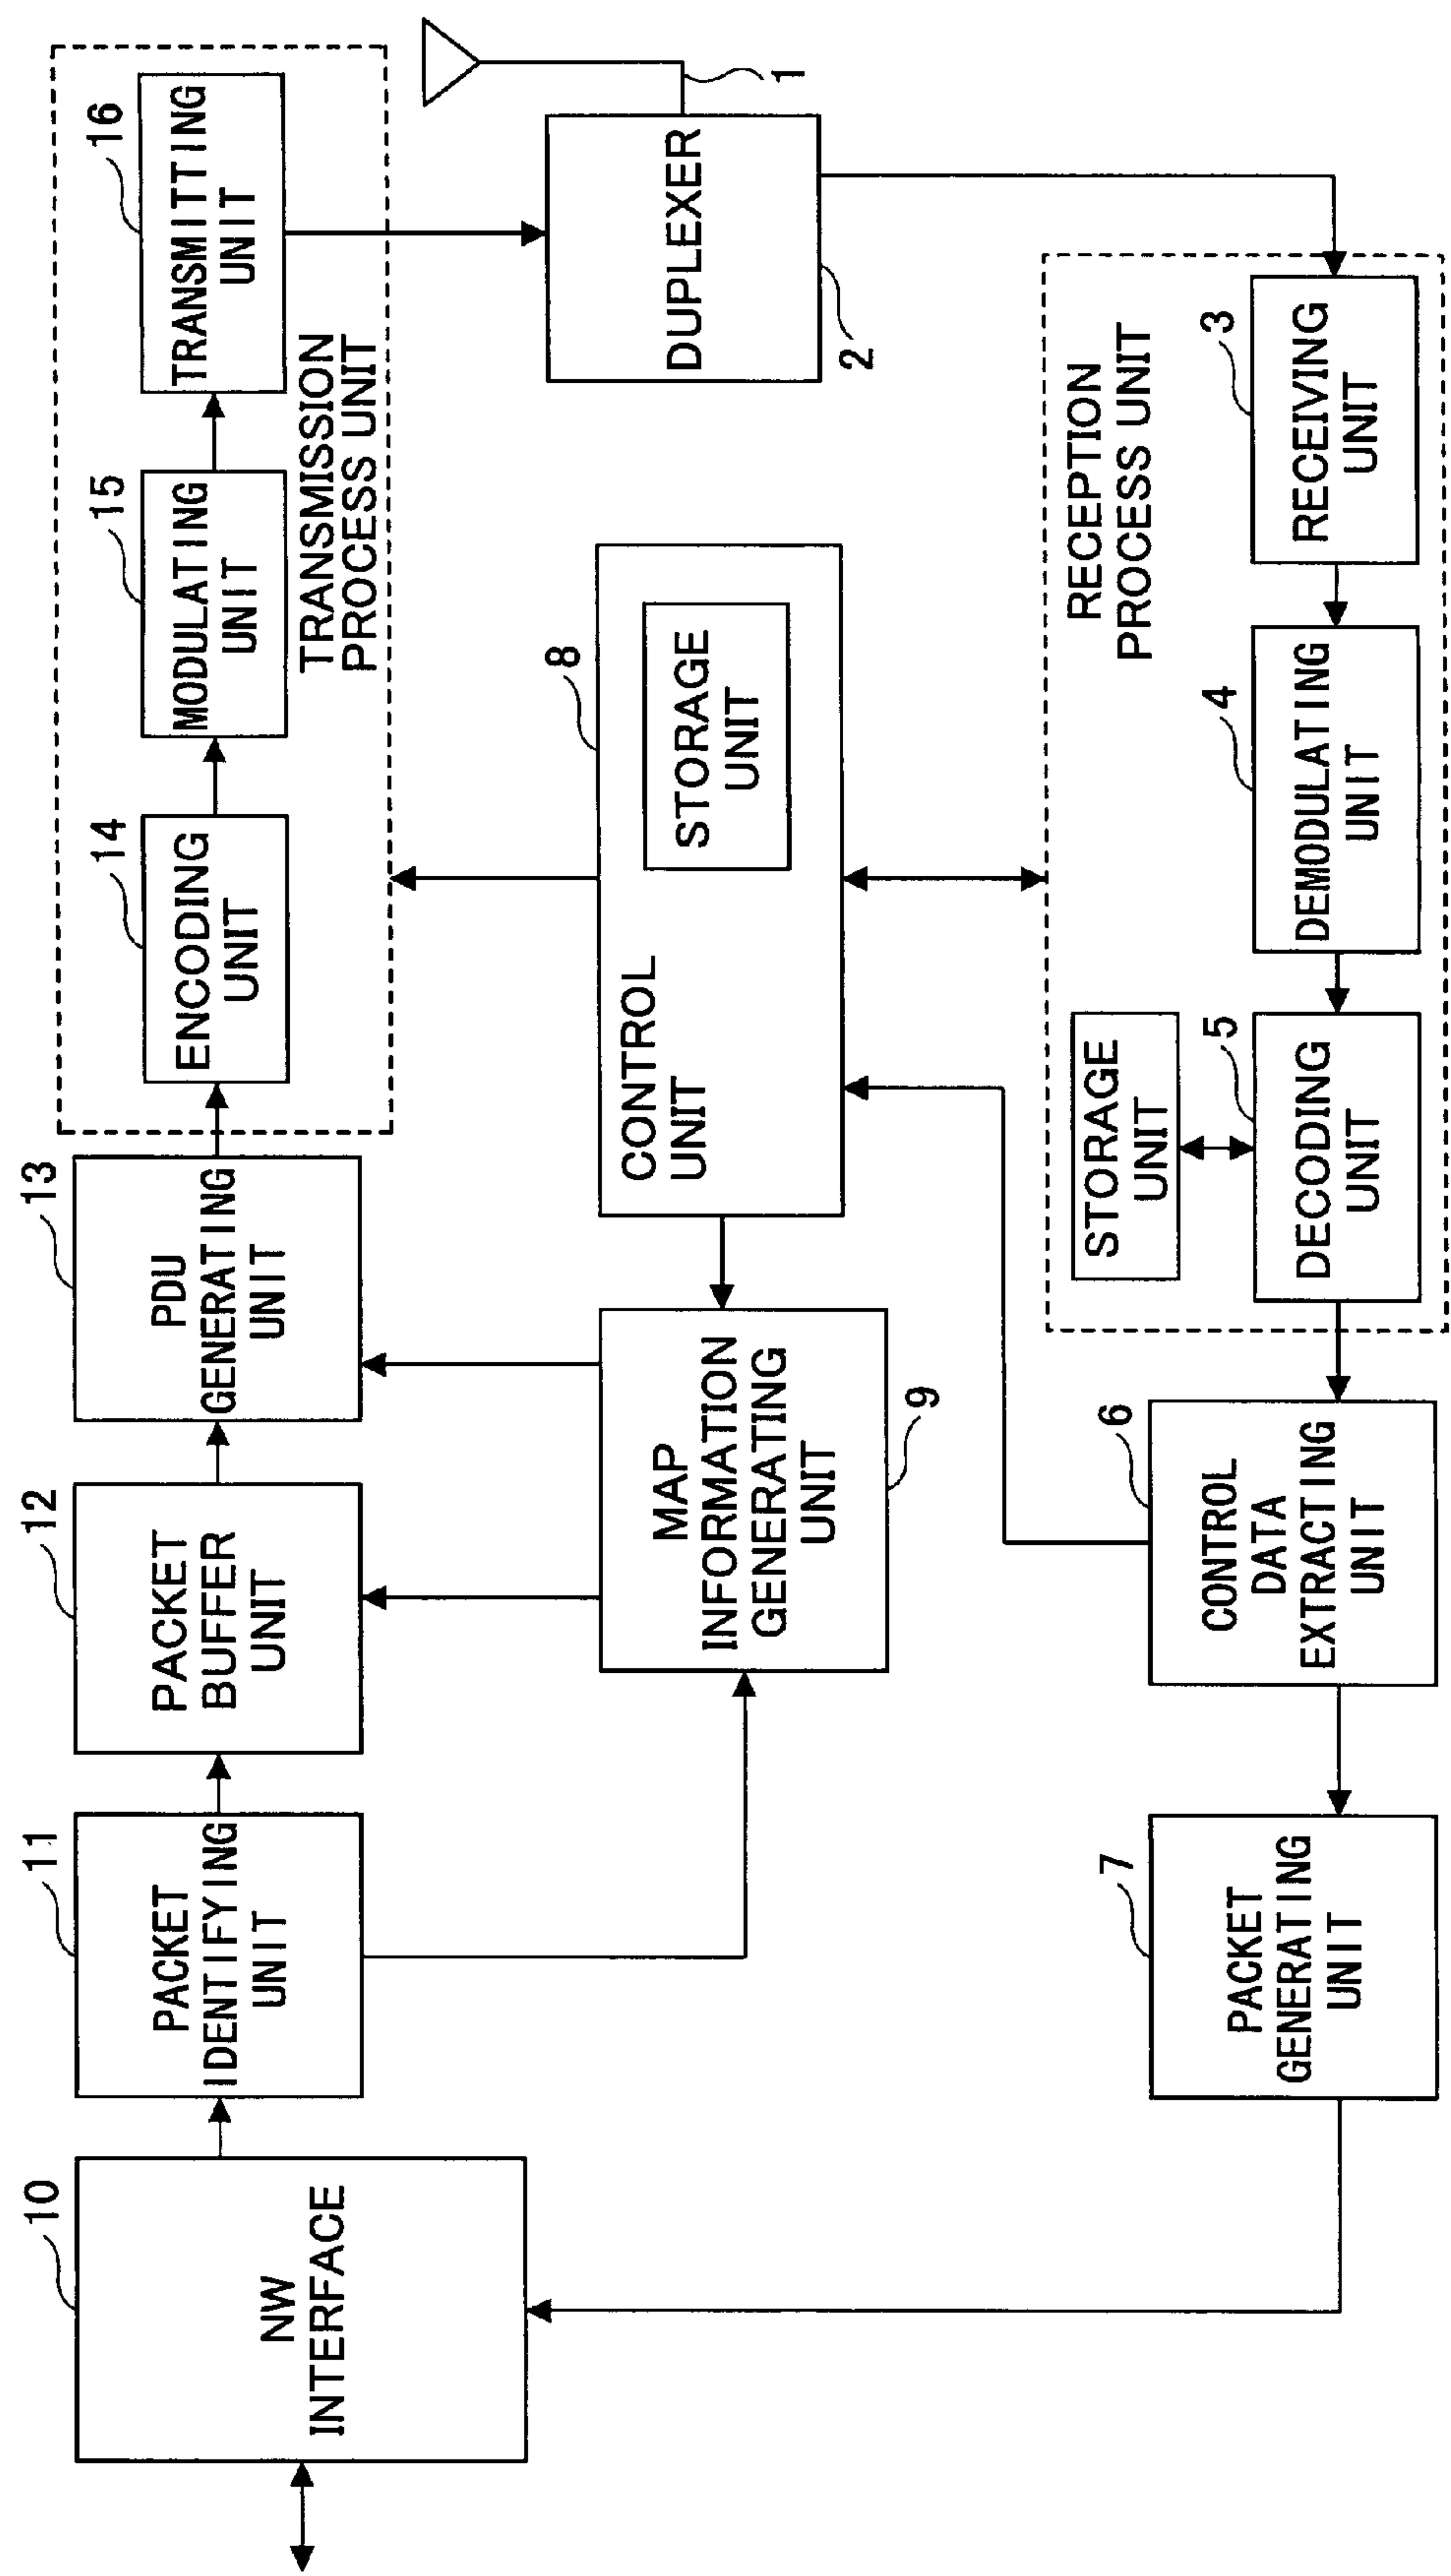 10
NW
INTERFACE
11
PACKET
IDENTIFYING
UNIT
12
PACKET
BUFFER
UNIT
13
PDU
GENERATING
UNIT
14
ENCODING
UNIT
15
MODULATING
UNIT
16
TRANSMITTING
UNIT
TRANSMISSION
PROCESS UNIT
1
DUPLEXER
2
8
CONTROL
UNIT
STORAGE
UNIT
MAP
INFORMATION
GENERATING
UNIT
9
RECEPTION
PROCESS UNIT
3
RECEIVING
UNIT
4
DEMODULATING
UNIT
5
DECODING
UNIT
STORAGE
UNIT
6
CONTROL
DATA
EXTRACTING
UNIT
7
PACKET
GENERATING
UNIT